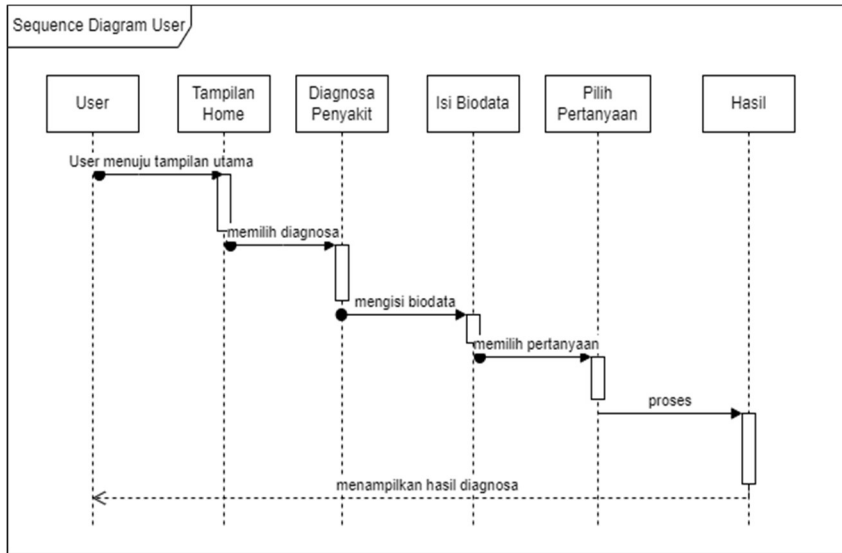 Sequence Diagram User
User
Tampilan
Home
Diagnosa
Penyakit
Isi Biodata
Pilih
Pertanyaan
Hasil
User menuju tampilan utama
memilih diagnosa
mengisi biodata
memilih pertanyaan
proses
menampilkan hasil diagnosa